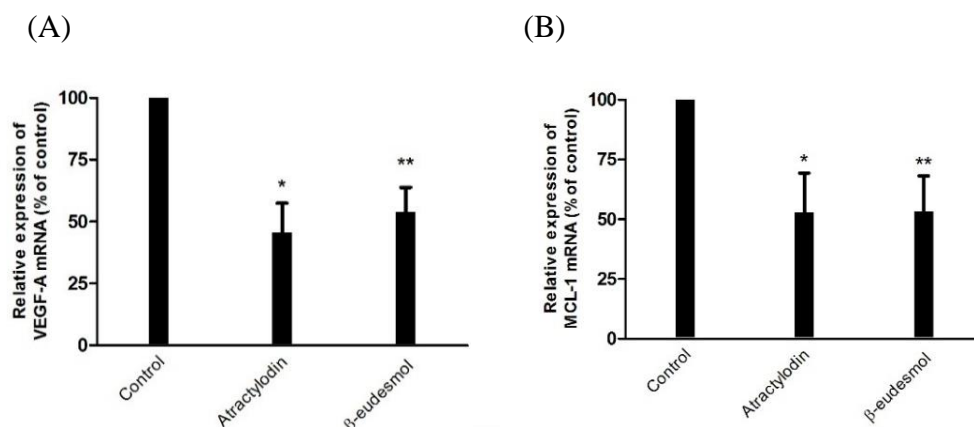 (A)
Relative expression of
VEGF-A mRNA (% of control)
100
75
50
25
0
*
**
Control
Atractylodin
β-eudesmol
(B)
Relative expression of
MCL-1 mRNA (% of control)
100
75
50
25
0
*
**
Control
Atractylodin
β-eudesmol